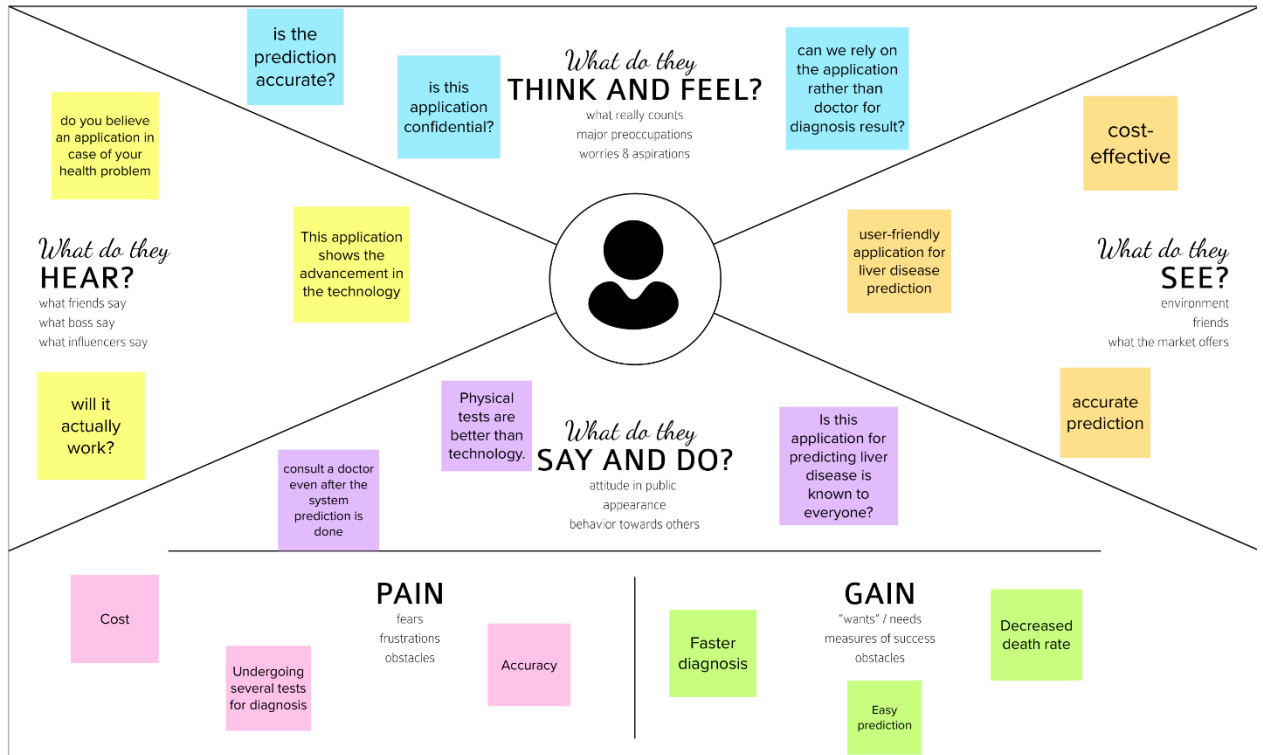 is the
prediction
accurate?
is this
application
confidential?
What do they
THINK AND FEEL?
what really counts
major preoccupations
worries & aspirations
can we rely on
the application
rather than
doctor for
diagnosis result?
do you believe
an application in
case of your
health problem
This application
shows the
advancement in
the technology
What do they
HEAR?
what friends say
what boss say
what influencers say
will it
actually
work?
cost-
effective
user-friendly
application for
liver disease
prediction
What do they
SEE?
environment
friends
what the market offers
accurate
prediction
Physical
tests are
better than
technology.
consult a doctor
even after the
system
prediction is
done
What do they
SAY AND DO?
attitude in public
appearance
behavior towards others
Is this
application for
predicting liver
disease is
known to
everyone?
Cost
Undergoing
several tests
for diagnosis
PAIN
fears
frustrations
obstacles
Accuracy
Faster
diagnosis
GAIN
"wants" / needs
measures of success
obstacles
Easy
prediction
Decreased
death rate